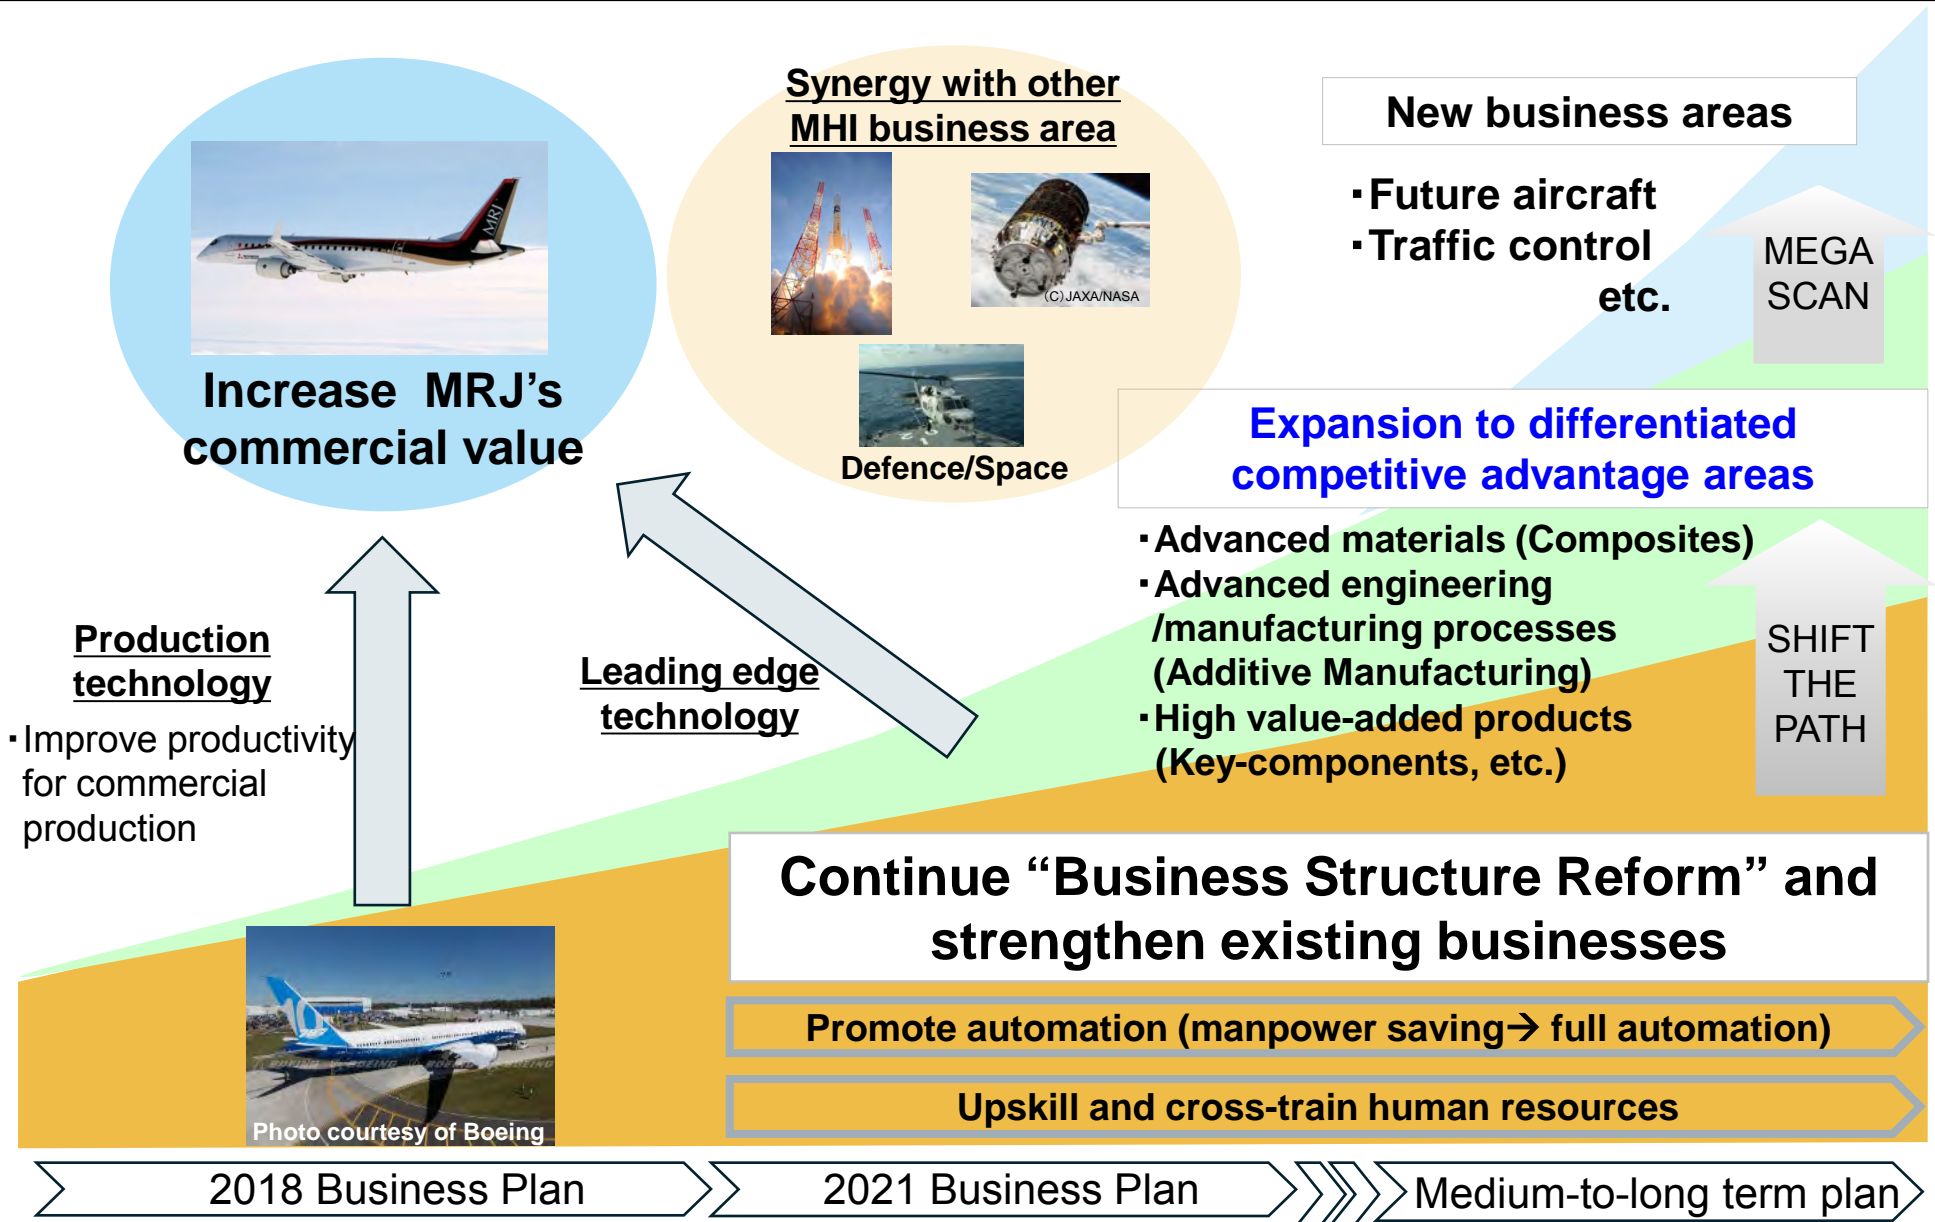 Synergy with other
MHI business area
MRJ
(C)JAXA/NASA
Defence/Space
Increase MRJ’s
commercial value
New business areas
･Future aircraft
･Traffic control
etc.
MEGA
SCAN
Expansion to differentiated
competitive advantage areas
･Advanced materials (Composites)
･Advanced engineering
/manufacturing processes
(Additive Manufacturing)
･High value-added products
(Key-components, etc.)
SHIFT
THE
PATH
Production
technology
･Improve productivity
for commercial
production
Leading edge
technology
Continue “Business Structure Reform” and
strengthen existing businesses
Promote automation (manpower saving→ full automation)
Upskill and cross-train human resources
787
BOEING
Photo courtesy of Boeing
2018 Business Plan
2021 Business Plan
Medium-to-long term plan